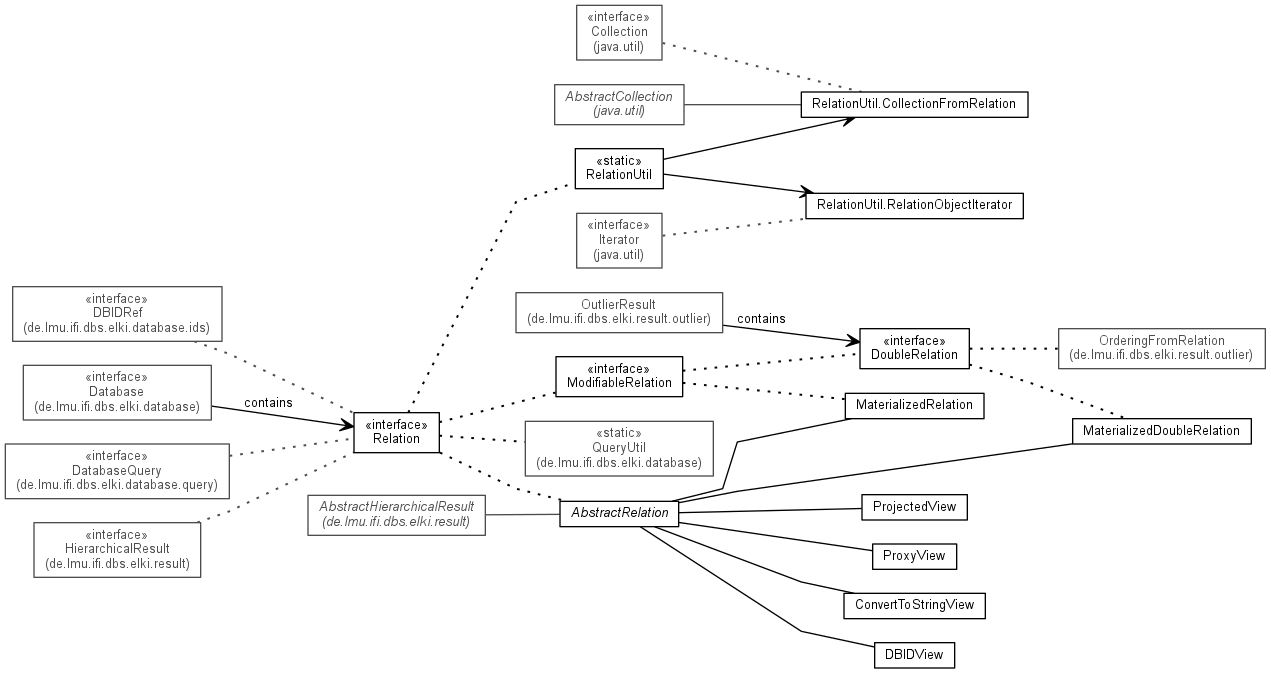 «interface»
Collection
(java.util)
AbstractCollection
(java.util)
RelationUtil.CollectionFromRelation
«static»
RelationUtil
RelationUtil.RelationObjectIterator
«interface»
Iterator
(java.util)
«interface»
DBIDRef
(de.lmu.ifi.dbs.elki.database.ids)
OutlierResult
(de.lmu.ifi.dbs.elki.result.outlier)
contains
«interface»
DoubleRelation
OrderingFromRelation
(de.lmu.ifi.dbs.elki.result.outlier)
«interface»
Database
(de.lmu.ifi.dbs.elki.database)
contains
«interface»
ModifiableRelation
MaterializedRelation
«interface»
Relation
«static»
QueryUtil
(de.lmu.ifi.dbs.elki.database)
MaterializedDoubleRelation
«interface»
DatabaseQuery
(de.lmu.ifi.dbs.elki.database.query)
AbstractHierarchicalResult
(de.lmu.ifi.dbs.elki.result)
AbstractRelation
ProjectedView
«interface»
HierarchicalResult
(de.lmu.ifi.dbs.elki.result)
ProxyView
ConvertToStringView
DBIDView